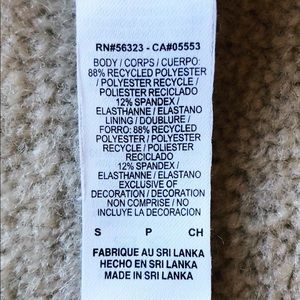 RN#56323 - CA#05553
BODY / CORPS / CUERPO:
88% RECYCLED POLYESTER
/ POLYESTER RECYCLE /
POLIESTER RECICLADO
12% SPANDEX /
ELASTHANNE / ELASTANO
LINING / DOUBLURE /
FORRO: 88% RECYCLED
POLYESTER / POLYESTER
RECYCLE / POLIESTER
RECICLADO
12% SPANDEX /
ELASTHANNE / ELASTANO
EXCLUSIVE OF
DECORATION / DECORATION
NON COMPRISE / NO
INCLUYE LA DECORACION
S P CH
FABRIQUE AU SRI LANKA
HECHO EN SRI LANKA
MADE IN SRI LANKA